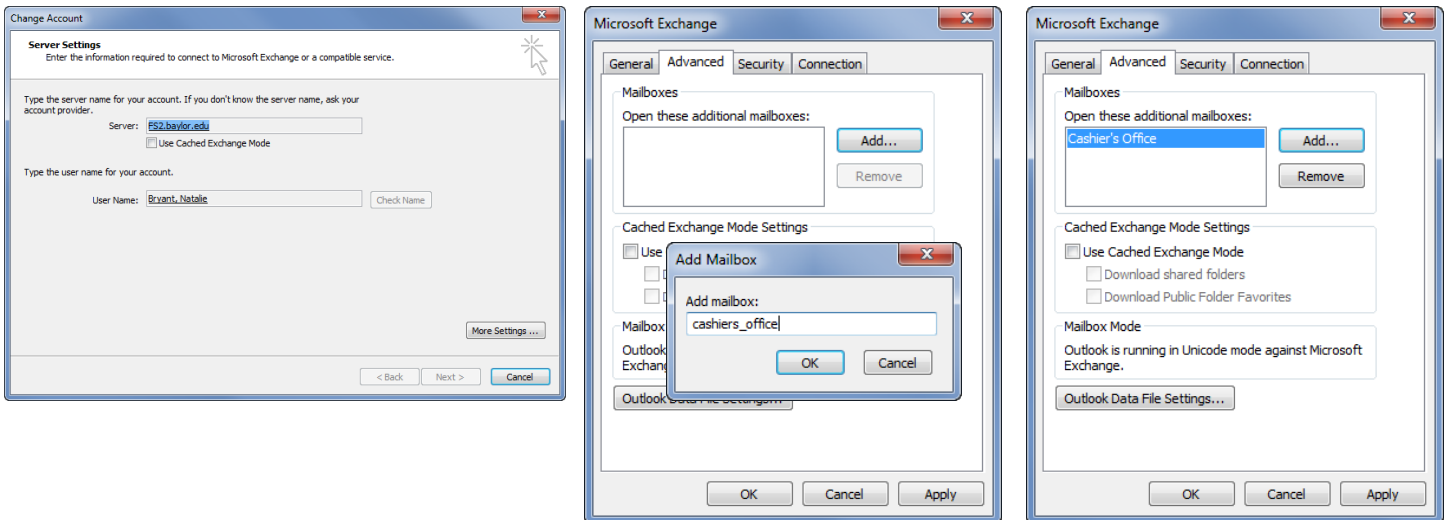 Change Account
Server Settings
Enter the information required to connect to Microsoft Exchange or a compatible service.
Type the server name for your account. If you don't know the server name, ask your
account provider.
Server: FS2.baylor.edu
Use Cached Exchange Mode
Type the user name for your account.
User Name: Bryant, Natalie Check Name
More Settings ...
< Back Next > Cancel
Microsoft Exchange
General Advanced Security Connection
Mailboxes
Open these additional mailboxes:
Add...
Remove
Cached Exchange Mode Settings
Use
Add Mailbox
Add mailbox:
cashiers_office
OK Cancel
Mailbox
Outlook
Exchang
Outlook Data File Settings...
OK Cancel Apply
Microsoft Exchange
General Advanced Security Connection
Mailboxes
Open these additional mailboxes:
Cashier's Office
Add...
Remove
Cached Exchange Mode Settings
Use Cached Exchange Mode
Download shared folders
Download Public Folder Favorites
Mailbox Mode
Outlook is running in Unicode mode against Microsoft
Exchange.
Outlook Data File Settings...
OK Cancel Apply